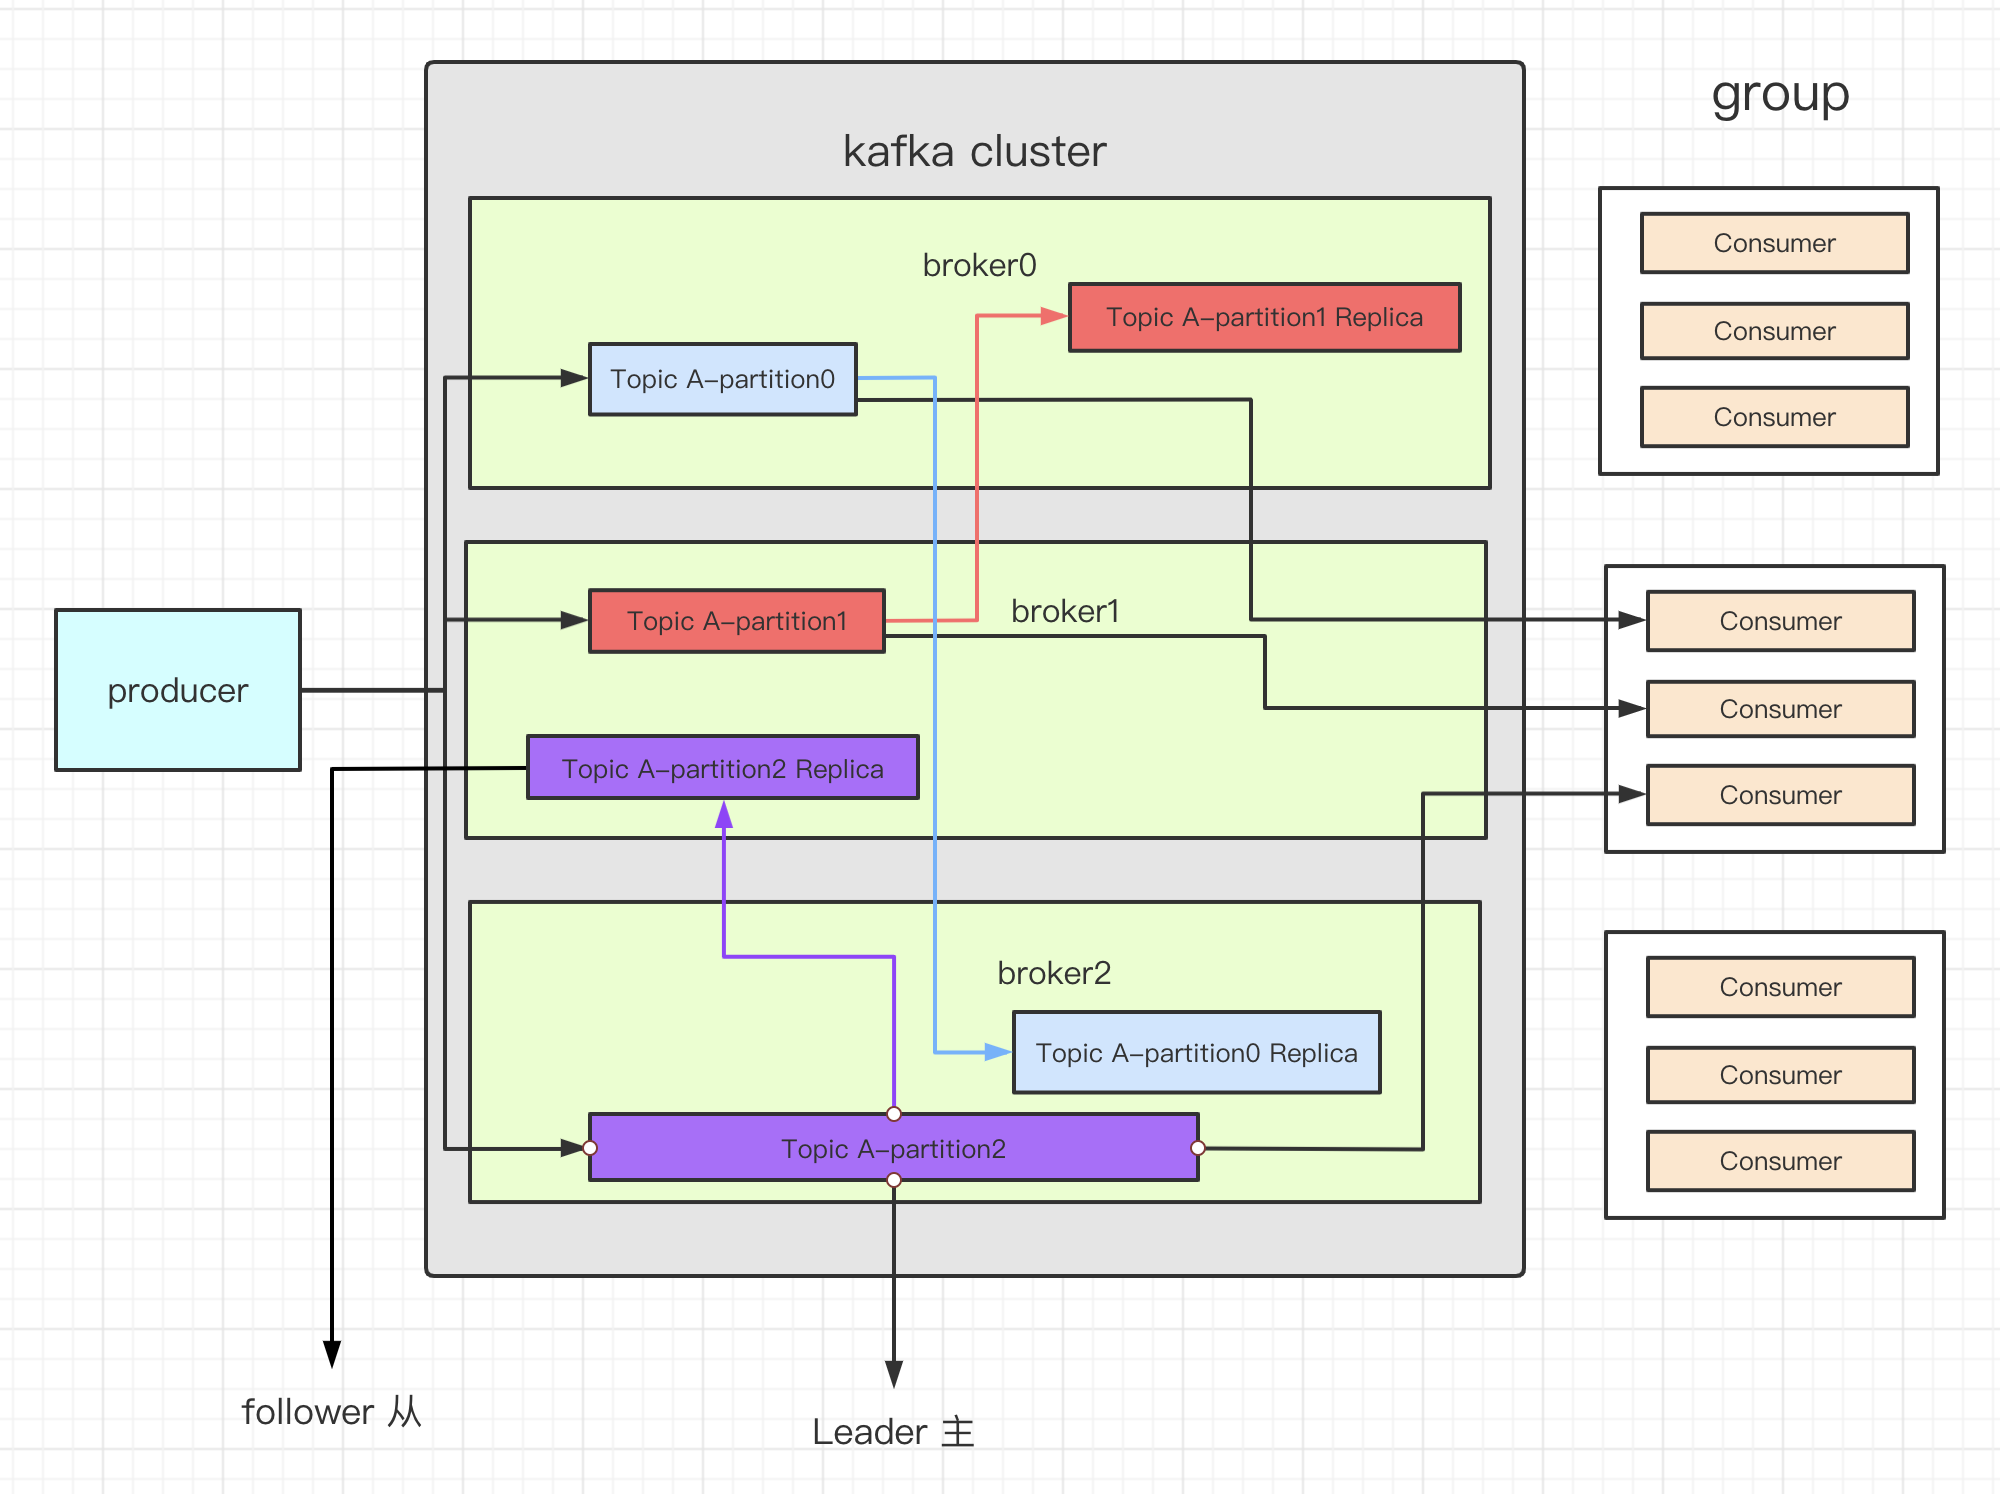 group
kafka cluster
broker0
Topic A-partition1 Replica
Topic A-partition0
broker1
Topic A-partition1
Topic A-partition2 Replica
broker2
Topic A-partition0 Replica
Topic A-partition2
producer
Consumer
Consumer
Consumer
Consumer
Consumer
Consumer
Consumer
Consumer
Consumer
follower 从
Leader 主